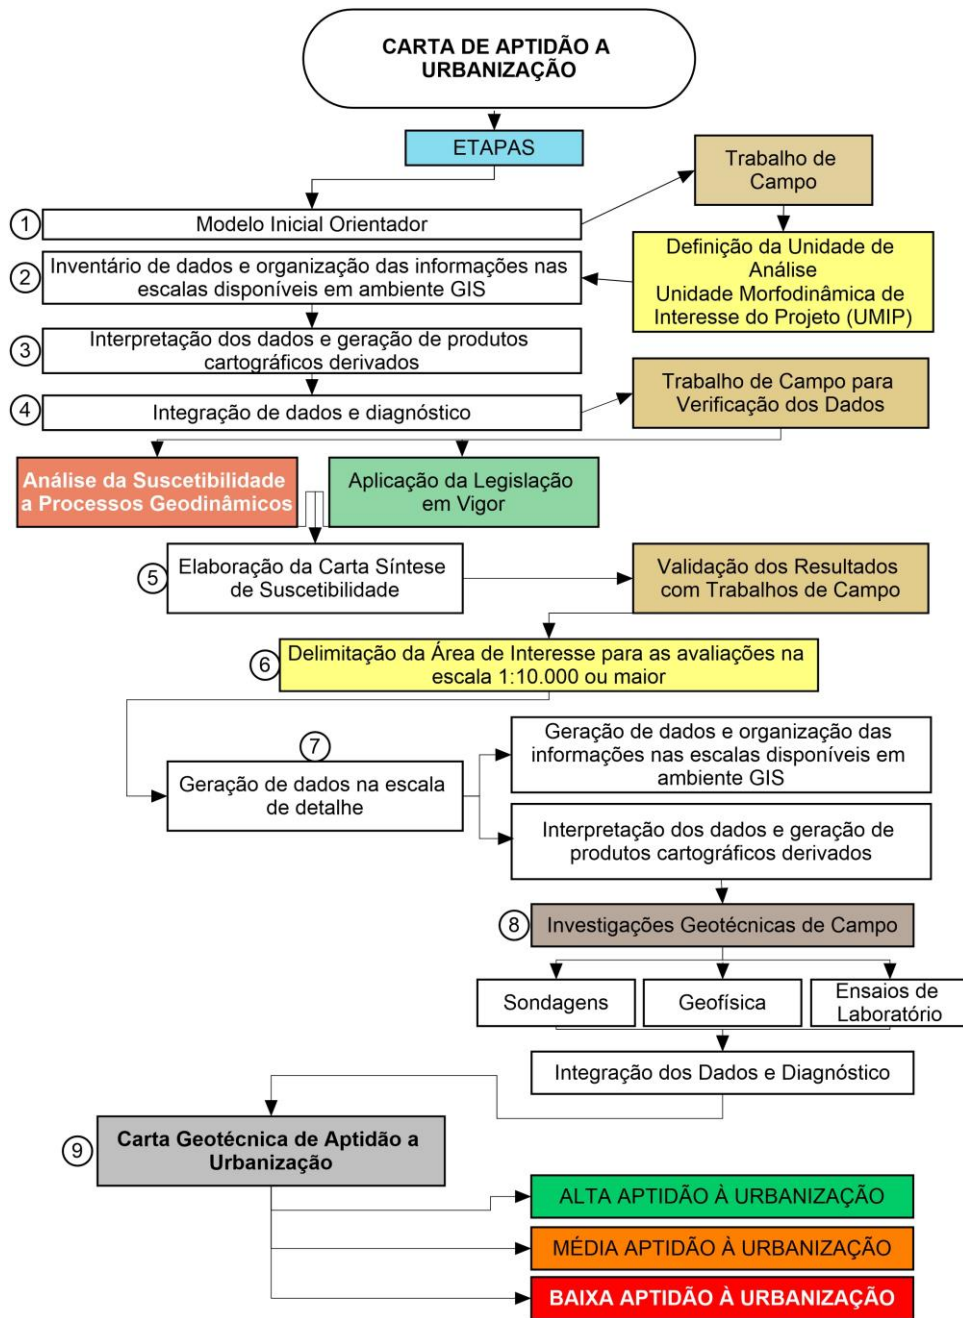 CARTA DE APTIDÃO A
URBANIZAÇÃO
ETAPAS
Trabalho de
Campo
1
Modelo Inicial Orientador
Definição da Unidade de
Análise
Unidade Morfodinâmica de
Interesse do Projeto (UMIP)
2
Inventário de dados e organização das informações nas
escalas disponíveis em ambiente GIS
3
Interpretação dos dados e geração de produtos
cartográficos derivados
4
Integração de dados e diagnóstico
Trabalho de Campo para
Verificação dos Dados
Análise da Suscetibilidade
a Processos Geodinâmicos
Aplicação da Legislação
em Vigor
5
Elaboração da Carta Síntese
de Suscetibilidade
Validação dos Resultados
com Trabalhos de Campo
6
Delimitação da Área de Interesse para as avaliações na
escala 1:10.000 ou maior
7
Geração de dados na escala
de detalhe
Geração de dados e organização das
informações nas escalas disponíveis em
ambiente GIS
Interpretação dos dados e geração de
produtos cartográficos derivados
8
Investigações Geotécnicas de Campo
Sondagens
Geofísica
Ensaios de
Laboratório
Integração dos Dados e Diagnóstico
9
Carta Geotécnica de Aptidão a
Urbanização
ALTA APTIDÃO À URBANIZAÇÃO
MÉDIA APTIDÃO À URBANIZAÇÃO
BAIXA APTIDÃO À URBANIZAÇÃO